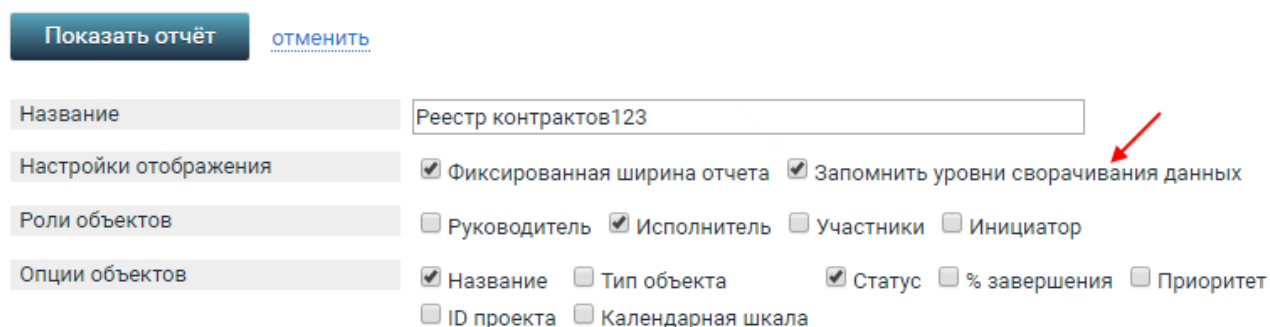 Показать отчёт отменить
Название Реестр контрактов123
Настройки отображения Фиксированная ширина отчета Запомнить уровни сворачивания данных
Роли объектов Руководитель Исполнитель Участники Инициатор
Опции объектов Название Тип объекта Статус % завершения Приоритет
ID проекта Календарная шкала